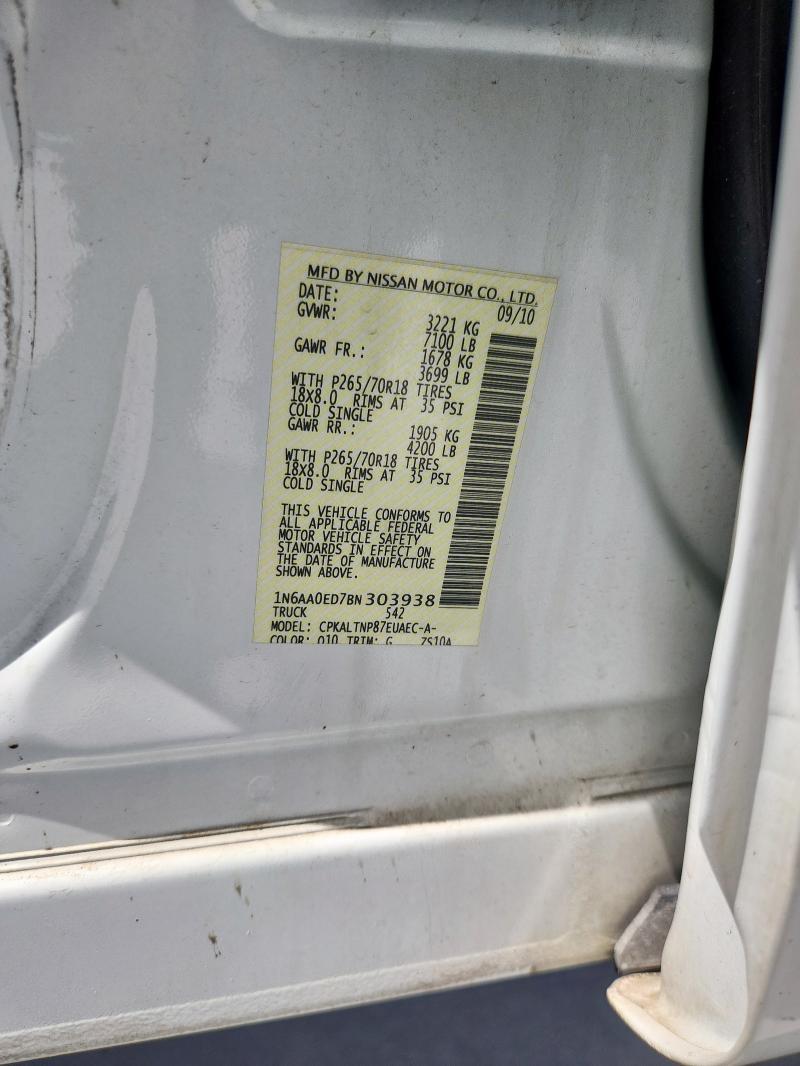 MFD BY NISSAN MOTOR CO., LTD.
DATE: 09/10
GVWR: 3221 KG
7100 LB
GAWR FR.: 1678 KG
3699 LB
WITH P265/70R18 TIRES
18X8.0 RIMS AT 35 PSI
COLD SINGLE
GAWR RR.: 1905 KG
4200 LB
WITH P265/70R18 TIRES
18X8.0 RIMS AT 35 PSI
COLD SINGLE
THIS VEHICLE CONFORMS TO
ALL APPLICABLE FEDERAL
MOTOR VEHICLE SAFETY
STANDARDS IN EFFECT ON
THE DATE OF MANUFACTURE
SHOWN ABOVE.
1N6AA0ED7BN303938
TRUCK 542
MODEL: CPKALTNP87EUAEC-A-
COLOR: Q10 TRIM: G ZS10A